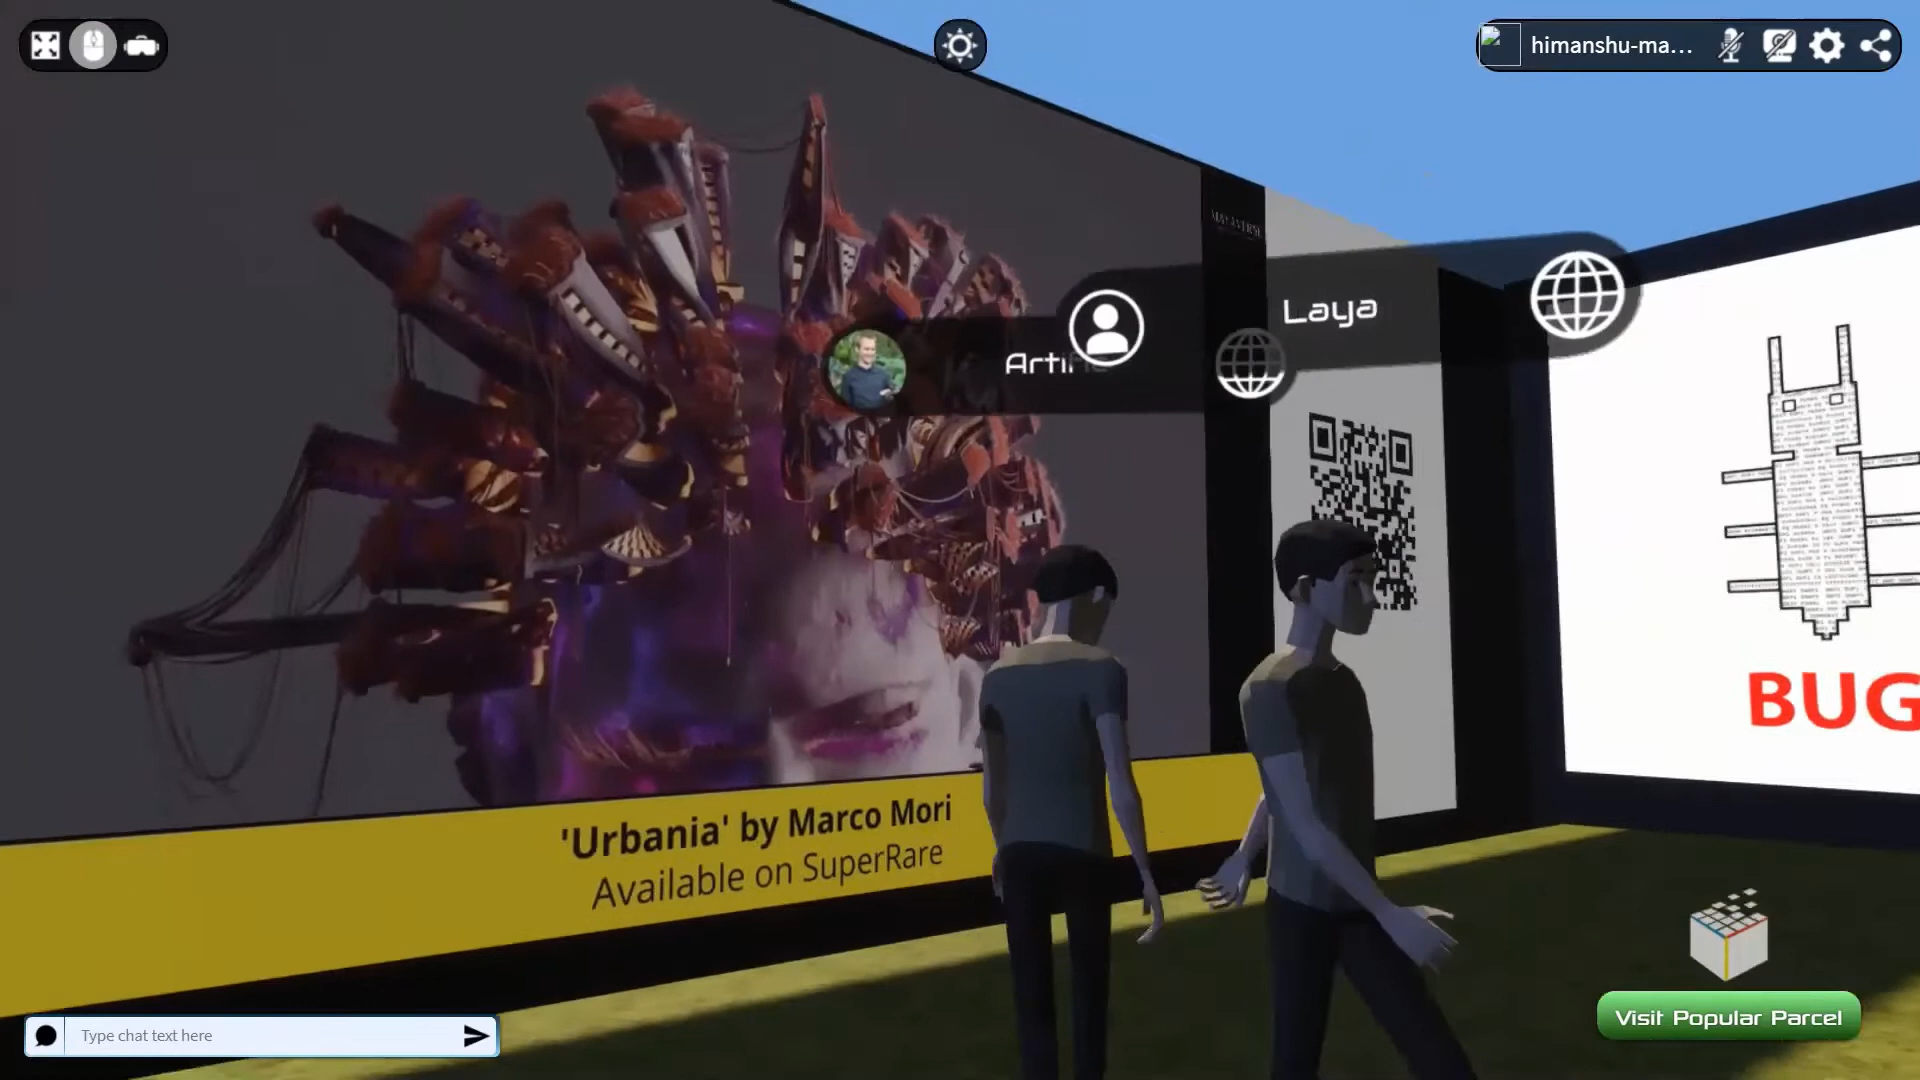 himanshu-ma...
Laya
Arti
BUG
'Urbania' by Marco Mori
Available on SuperRare
Type chat text here
Visit Popular Parcel